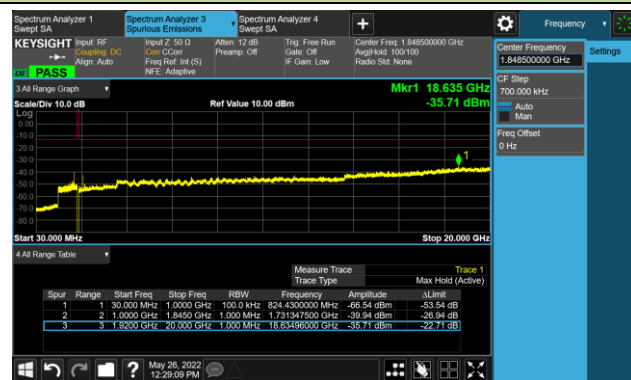 Spectrum Analyzer 1
Swept SA
Spectrum Analyzer 3
Spurious Emissions
Spectrum Analyzer 4
Swept SA
Frequency
KEYSIGHT
Input: RF
Coupling: DC
Align: Auto
Input Z: 50 Ω
Corr CCorr
Freq Ref: Int (S)
NFE: Adaptive
Atten: 12 dB
Preamp: Off
Trig: Free Run
Gate: Off
IF Gain: Low
Center Freq: 1.848500000 GHz
Avg|Hold: 100/100
Radio Std: None
PASS
3 All Range Graph
Mkr1 18.635 GHz
Scale/Div 10.0 dB
Ref Value 10.00 dBm
-35.71 dBm
Log
0.00
-10.0
-20.0
-30.0
-40.0
-50.0
-60.0
-70.0
-80.0
1
Start 30.000 MHz
Stop 20.000 GHz
4 All Range Table
Measure Trace Trace 1
Trace Type Max Hold (Active)
Spur Range Start Freq Stop Freq RBW Frequency Amplitude ΔLimit
1 1 30.000 MHz 1.0000 GHz 100.0 kHz 824.4300000 MHz -66.54 dBm -53.54 dB
2 2 1.0000 GHz 1.8450 GHz 1.000 MHz 1.731347500 GHz -39.94 dBm -26.94 dB
3 3 1.9200 GHz 20.000 GHz 1.000 MHz 18.63496000 GHz -35.71 dBm -22.71 dB
Center Frequency
1.848500000 GHz
Settings
CF Step
700.000 kHz
Auto
Man
Freq Offset
0 Hz
May 26, 2022
12:29:09 PM